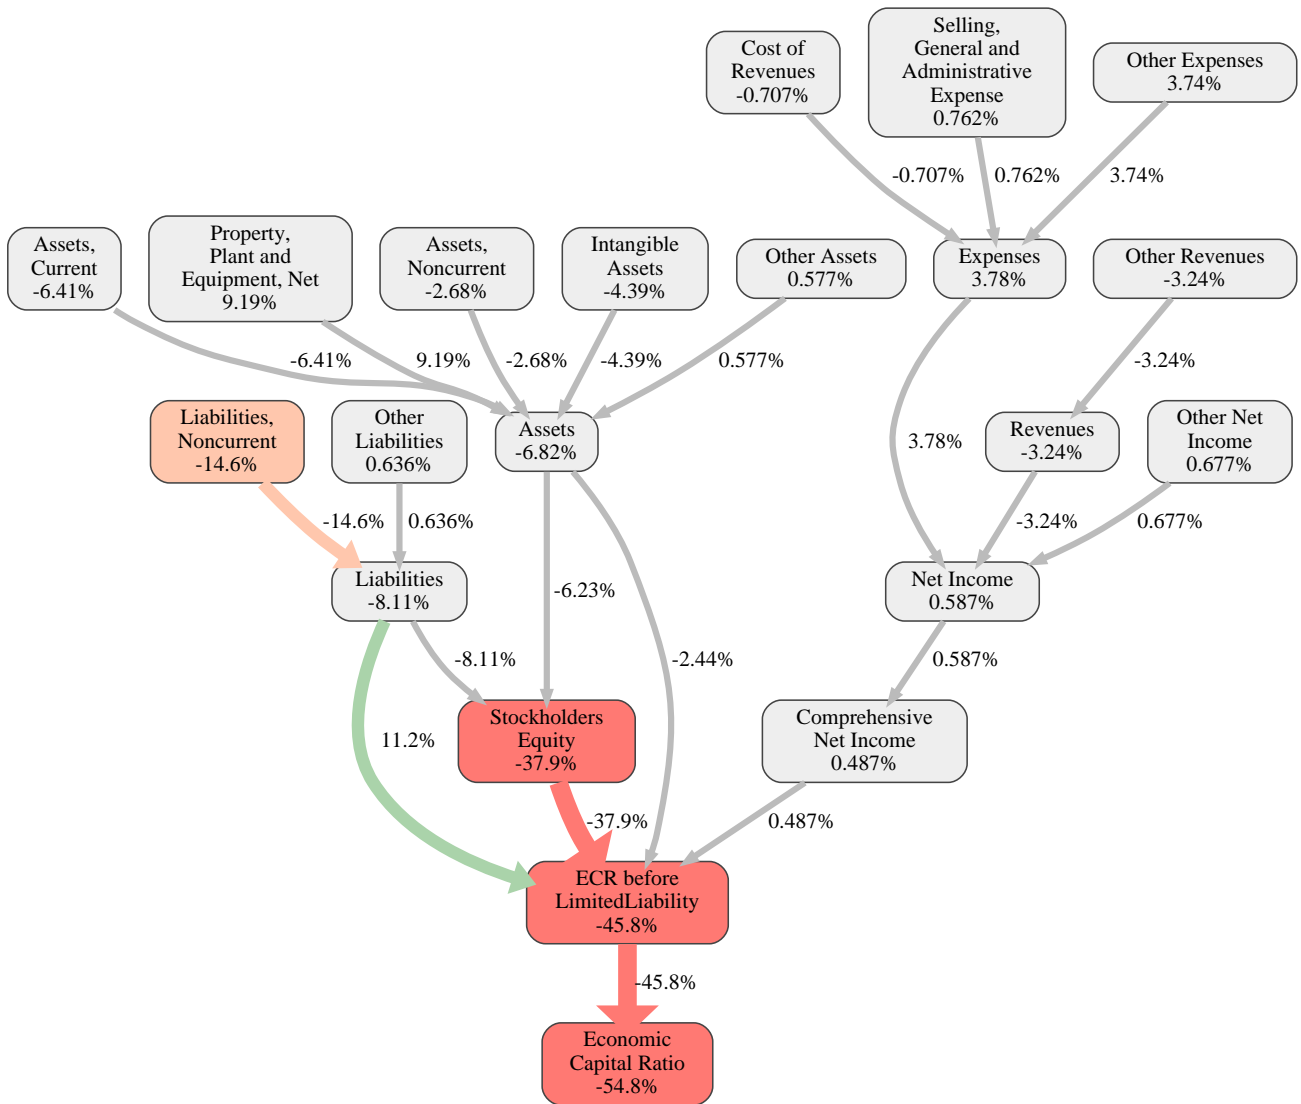 Cost of
Revenues
-0.707%
Selling,
General and
Administrative
Expense
0.762%
Other Expenses
3.74%
-0.707%
0.762%
3.74%
Assets,
Current
-6.41%
Property,
Plant and
Equipment, Net
9.19%
Assets,
Noncurrent
-2.68%
Intangible
Assets
-4.39%
Other Assets
0.577%
Expenses
3.78%
Other Revenues
-3.24%
-6.41%
9.19%
-2.68%
-4.39%
0.577%
-3.24%
Liabilities,
Noncurrent
-14.6%
Other
Liabilities
0.636%
Assets
-6.82%
3.78%
Revenues
-3.24%
Other Net
Income
0.677%
-14.6%
0.636%
-3.24%
0.677%
Liabilities
-8.11%
-6.23%
Net Income
0.587%
-8.11%
-2.44%
0.587%
11.2%
Stockholders
Equity
-37.9%
Comprehensive
Net Income
0.487%
-37.9%
0.487%
ECR before
LimitedLiability
-45.8%
-45.8%
Economic
Capital Ratio
-54.8%